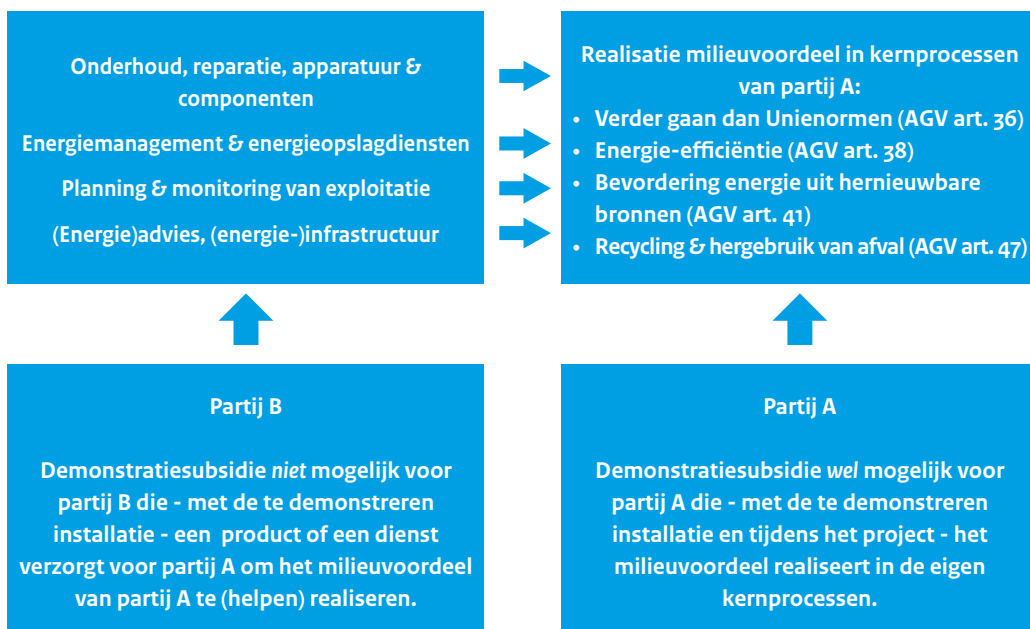 Onderhoud, reparatie, apparatuur &
componenten
Energiemanagement & energieopslagdiensten
Planning & monitoring van exploitatie
(Energie)advies, (energie-)infrastructuur
Realisatie milieuvoordeel in kernprocessen
van partij A:
• Verder gaan dan Unienormen (AGV art. 36)
• Energie-efficiëntie (AGV art. 38)
• Bevordering energie uit hernieuwbare
bronnen (AGV art. 41)
• Recycling & hergebruik van afval (AGV art. 47)
Partij B
Demonstratiesubsidie niet mogelijk voor
partij B die - met de te demonstreren
installatie - een product of een dienst
verzorgt voor partij A om het milieuvoordeel
van partij A te (helpen) realiseren.
Partij A
Demonstratiesubsidie wel mogelijk voor
partij A die - met de te demonstreren
installatie en tijdens het project - het
milieuvoordeel realiseert in de eigen
kernprocessen.